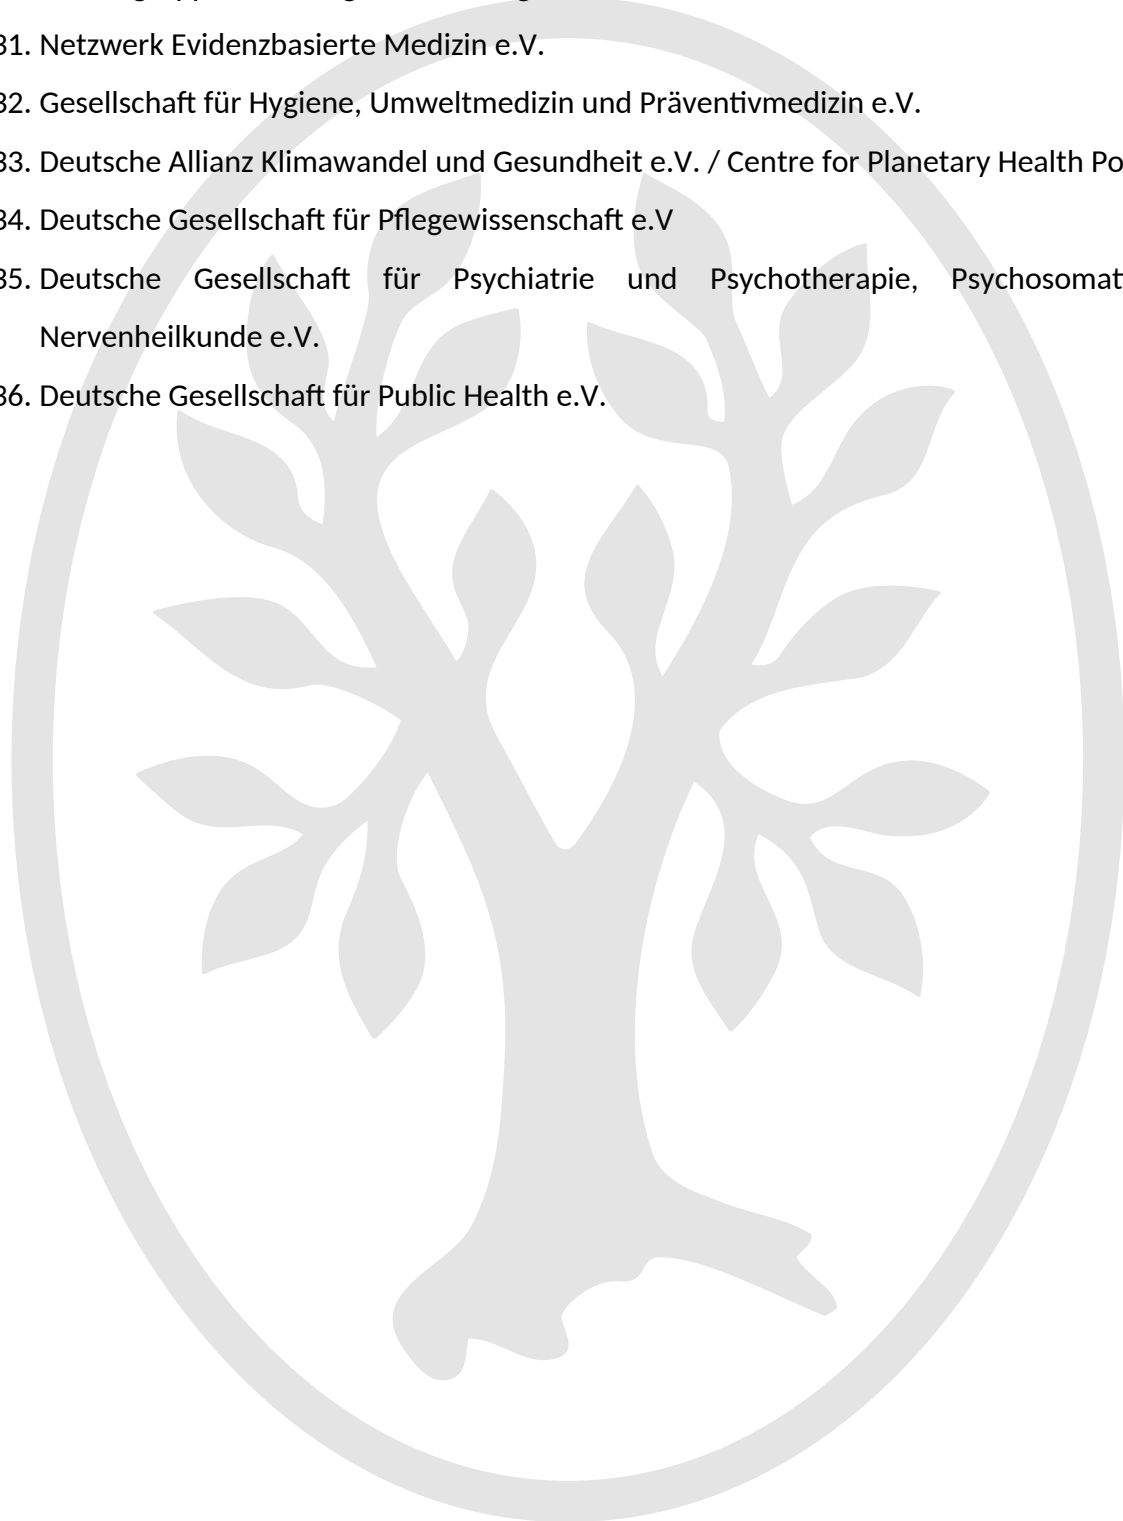 31. Netzwerk Evidenzbasierte Medizin e.V.
32. Gesellschaft für Hygiene, Umweltmedizin und Präventivmedizin e.V.
33. Deutsche Allianz Klimawandel und Gesundheit e.V. / Centre for Planetary Health Po
34. Deutsche Gesellschaft für Pflegewissenschaft e.V
35. Deutsche Gesellschaft für Psychiatrie und Psychotherapie, Psychosomat
Nervenheilkunde e.V.
36. Deutsche Gesellschaft für Public Health e.V.